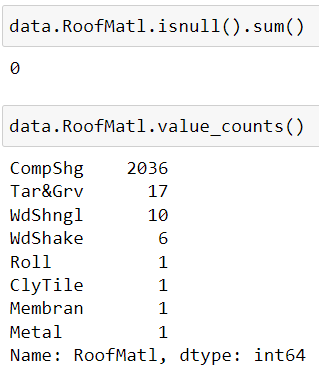 data.RoofMatl.isnull().sum()
0
data.RoofMatl.value_counts()
CompShg    2036
Tar&Grv      17
WdShngl      10
WdShake       6
Roll          1
ClyTile       1
Membran       1
Metal         1
Name: RoofMatl, dtype: int64